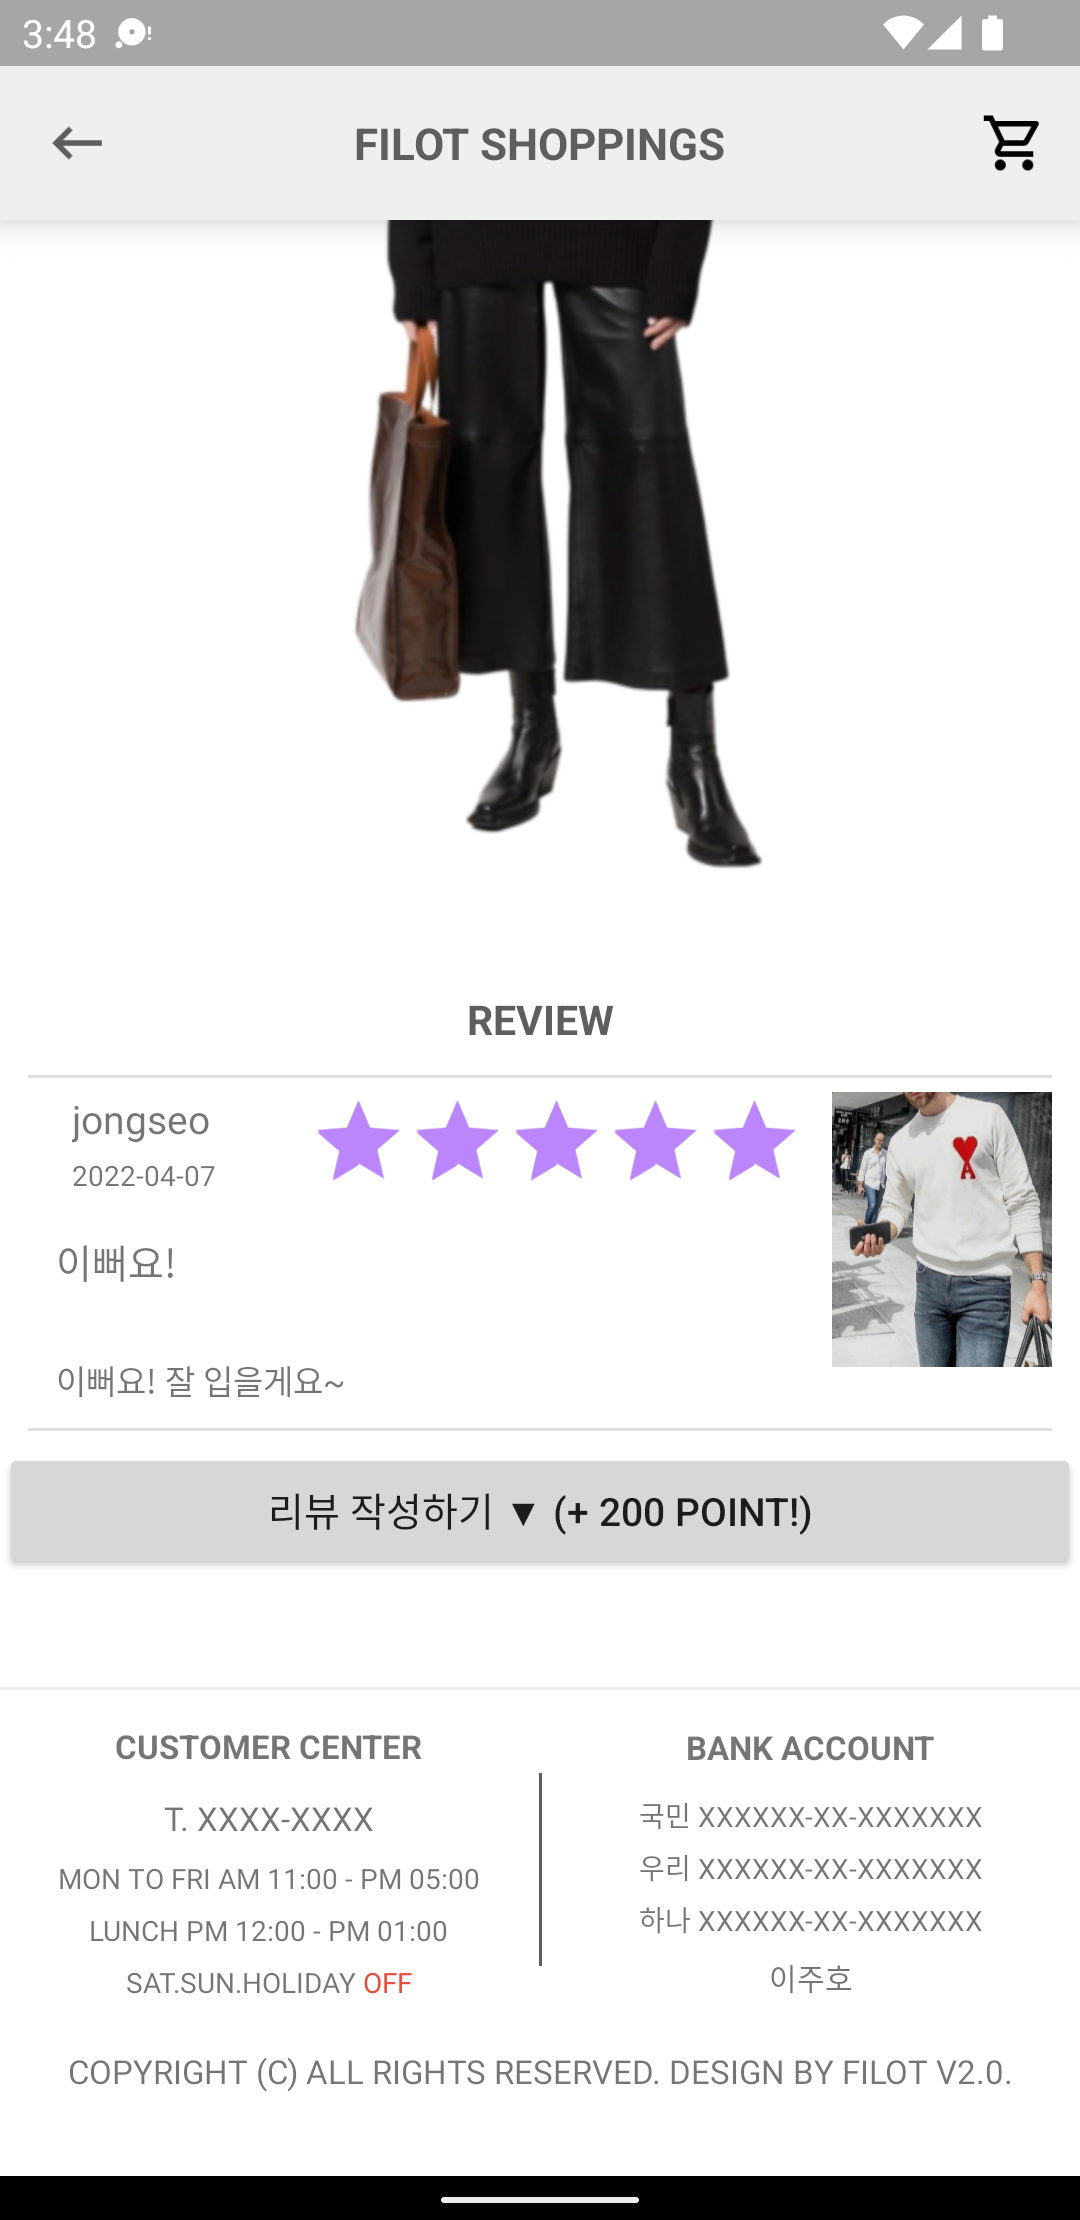 3:48
FILOT SHOPPINGS
REVIEW
jongseo
2022-04-07
이뻐요!
이뻐요! 잘 입을게요~
리뷰 작성하기 ▼ (+ 200 POINT!)
CUSTOMER CENTER
T. XXXX-XXXX
MON TO FRI AM 11:00 - PM 05:00
LUNCH PM 12:00 - PM 01:00
SAT.SUN.HOLIDAY OFF
BANK ACCOUNT
국민 XXXXXX-XX-XXXXXXX
우리 XXXXXX-XX-XXXXXXX
하나 XXXXXX-XX-XXXXXXX
이주호
COPYRIGHT (C) ALL RIGHTS RESERVED. DESIGN BY FILOT V2.0.